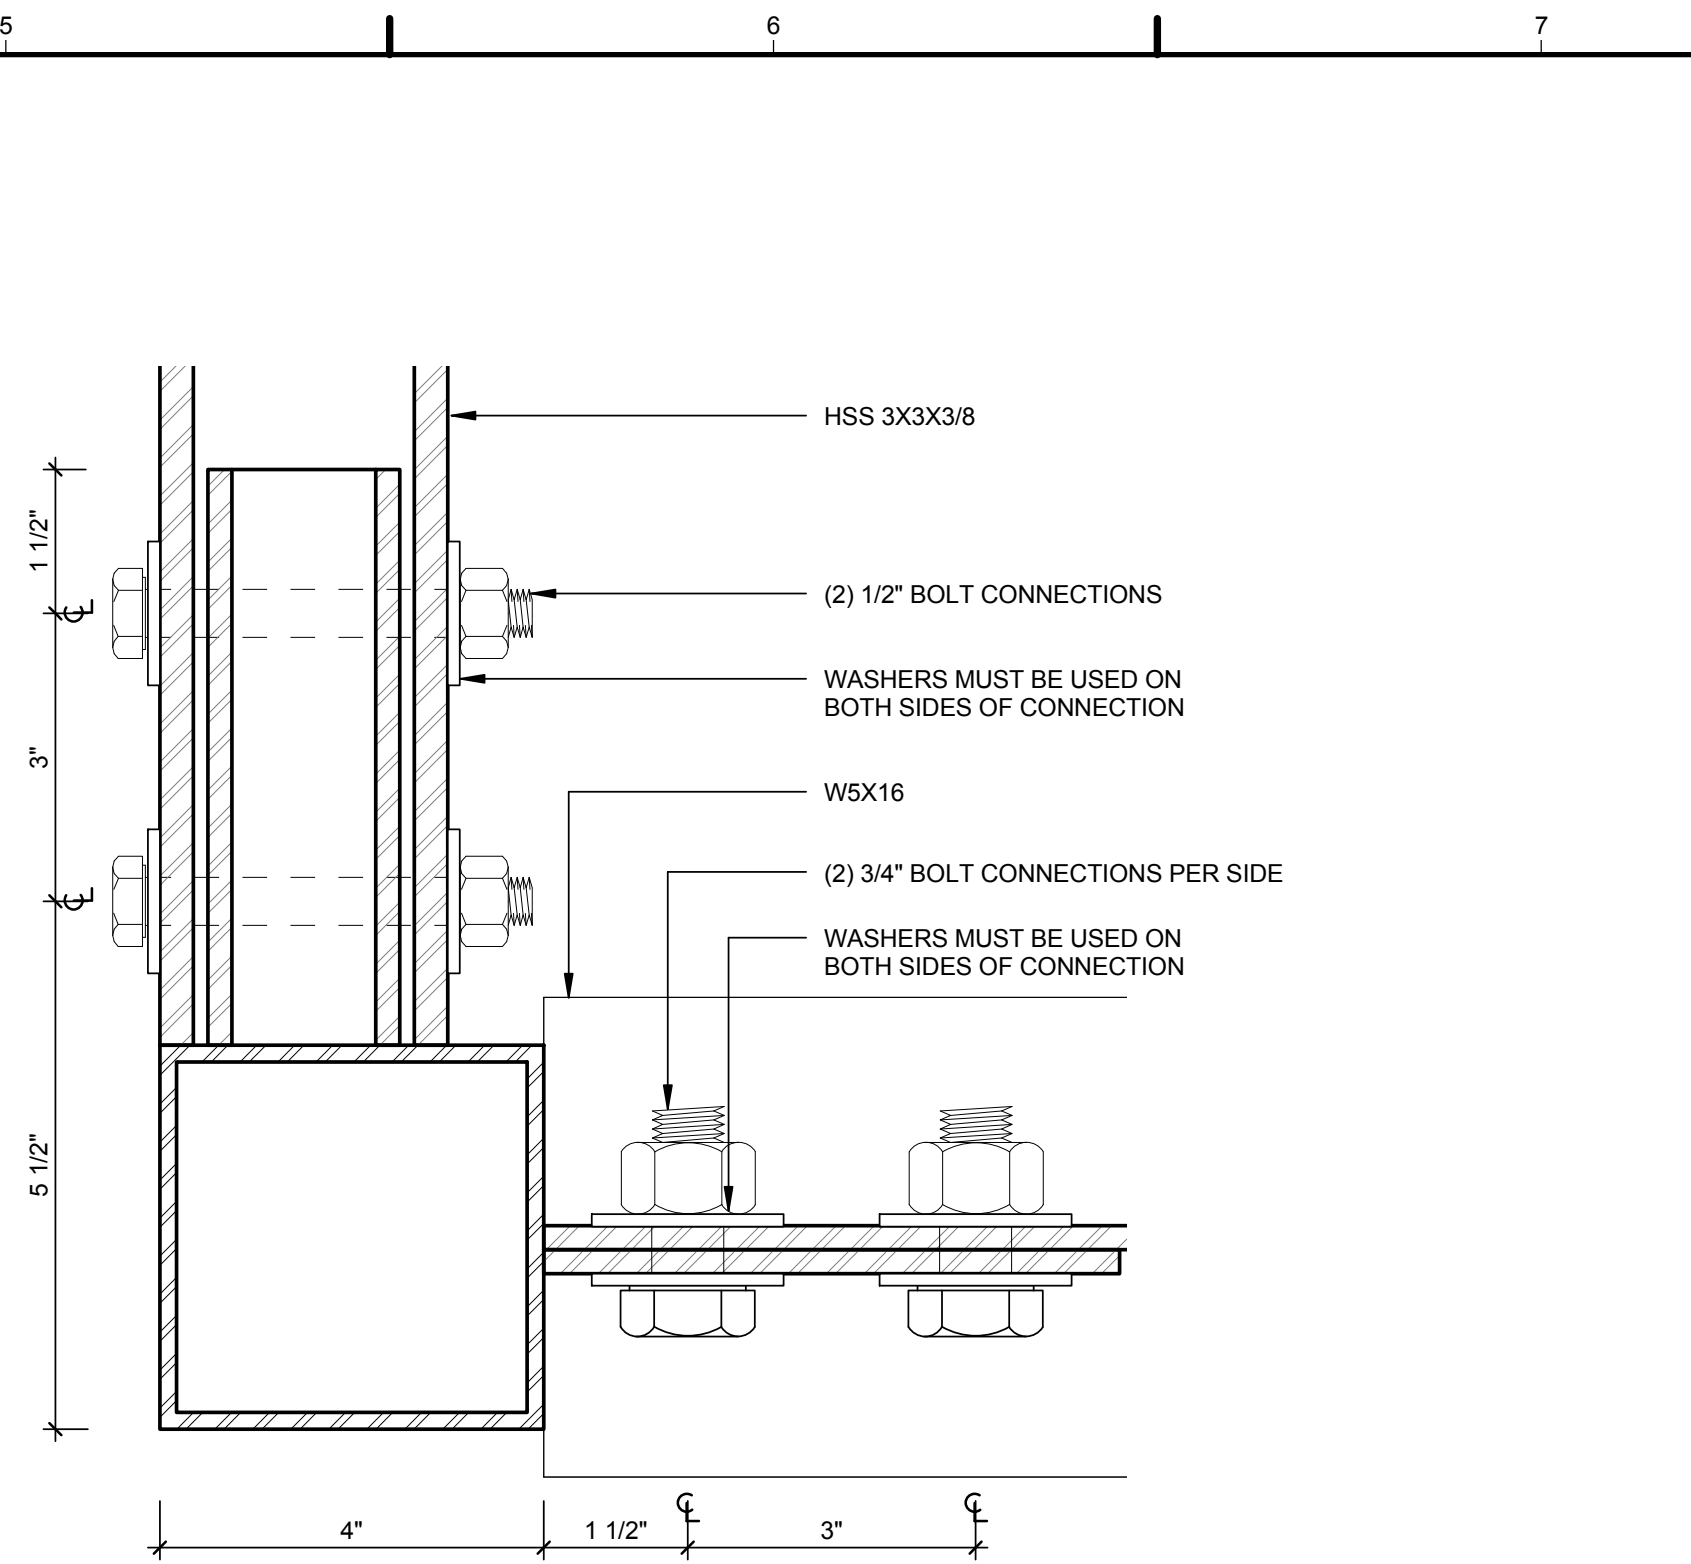 5
6
7
HSS 3X3X3/8
1 1/2"
(2) 1/2" BOLT CONNECTIONS
℄
WASHERS MUST BE USED ON
BOTH SIDES OF CONNECTION
3"
W5X16
(2) 3/4" BOLT CONNECTIONS PER SIDE
℄
WASHERS MUST BE USED ON
BOTH SIDES OF CONNECTION
5 1/2"
℄
℄
4"
1 1/2"
3"